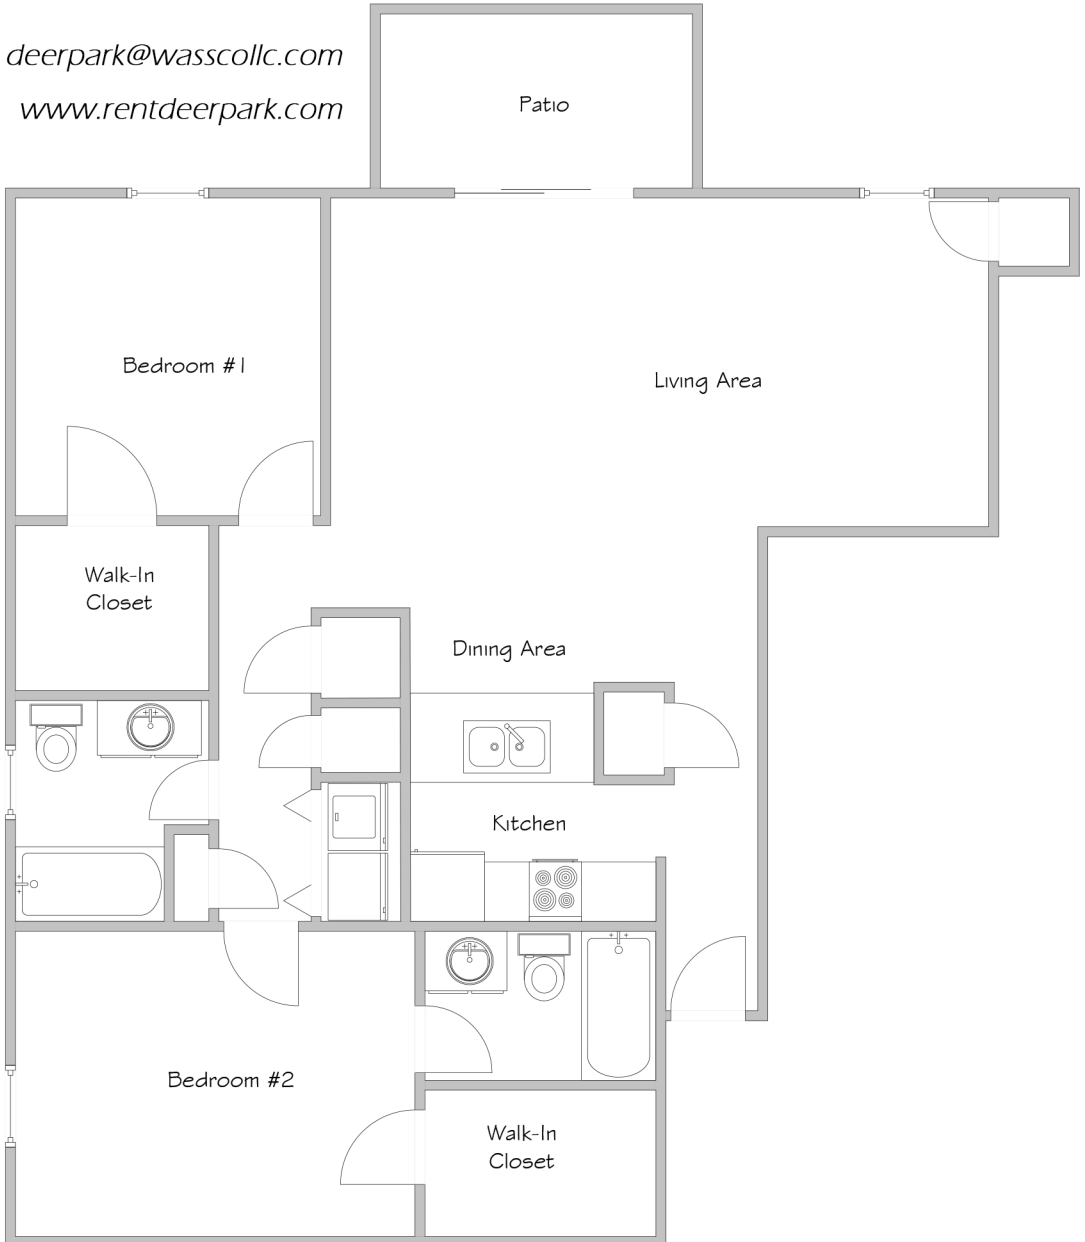 deerpark@wasscollc.com
www.rentdeerpark.com
Patio
Bedroom #1
Living Area
Walk-In
Closet
Dining Area
Kitchen
Bedroom #2
Walk-In
Closet